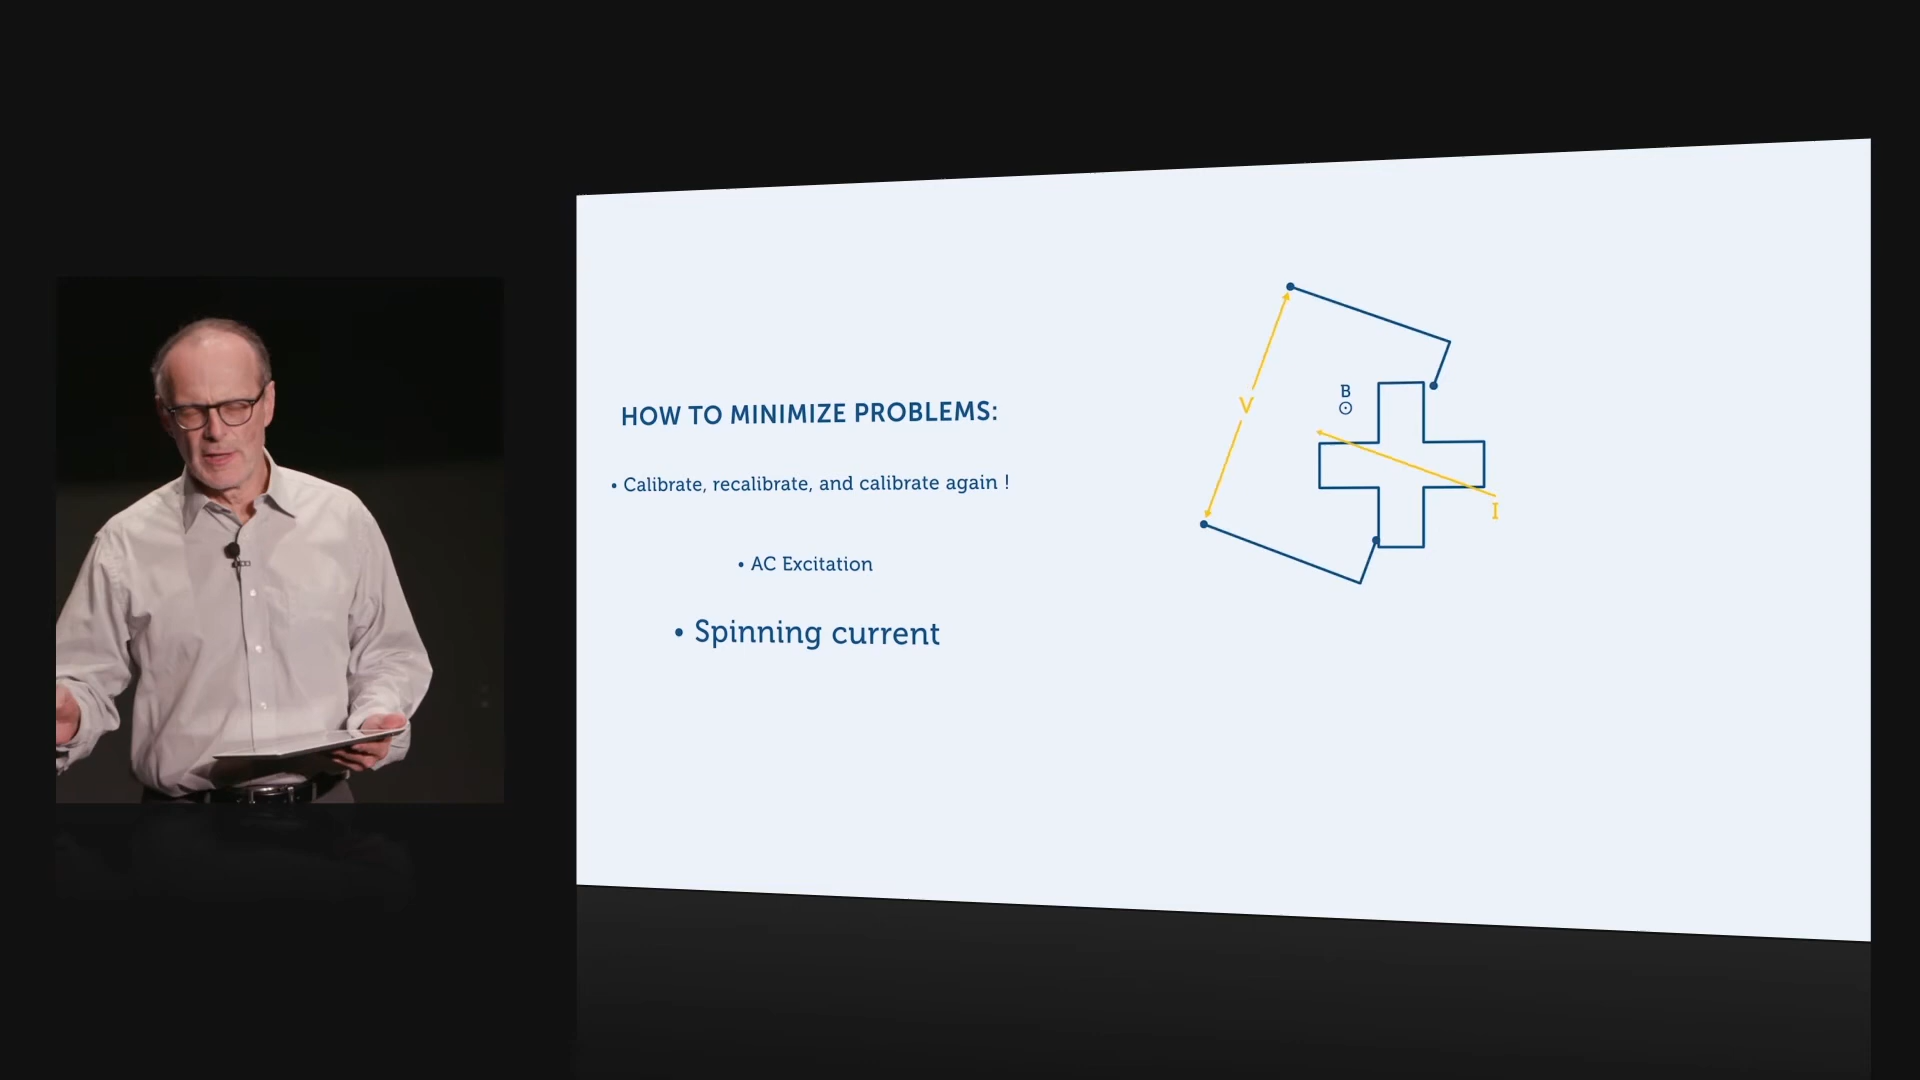 HOW TO MINIMIZE PROBLEMS:
• Calibrate, recalibrate, and calibrate again !
• AC Excitation
• Spinning current
V
B
I